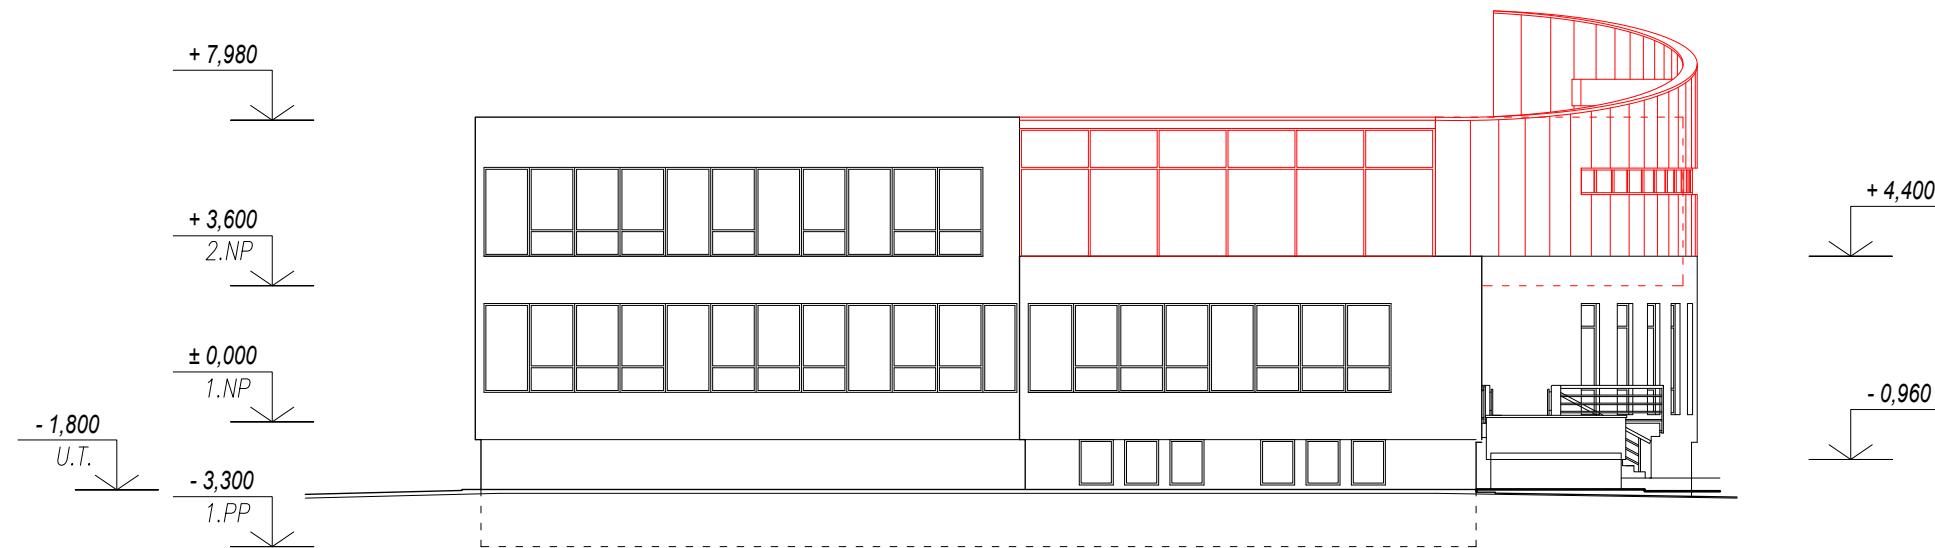 + 7,980
+ 3,600
2.NP
± 0,000
1.NP
- 1,800
U.T.
- 3,300
1.PP
+ 4,400
- 0,960